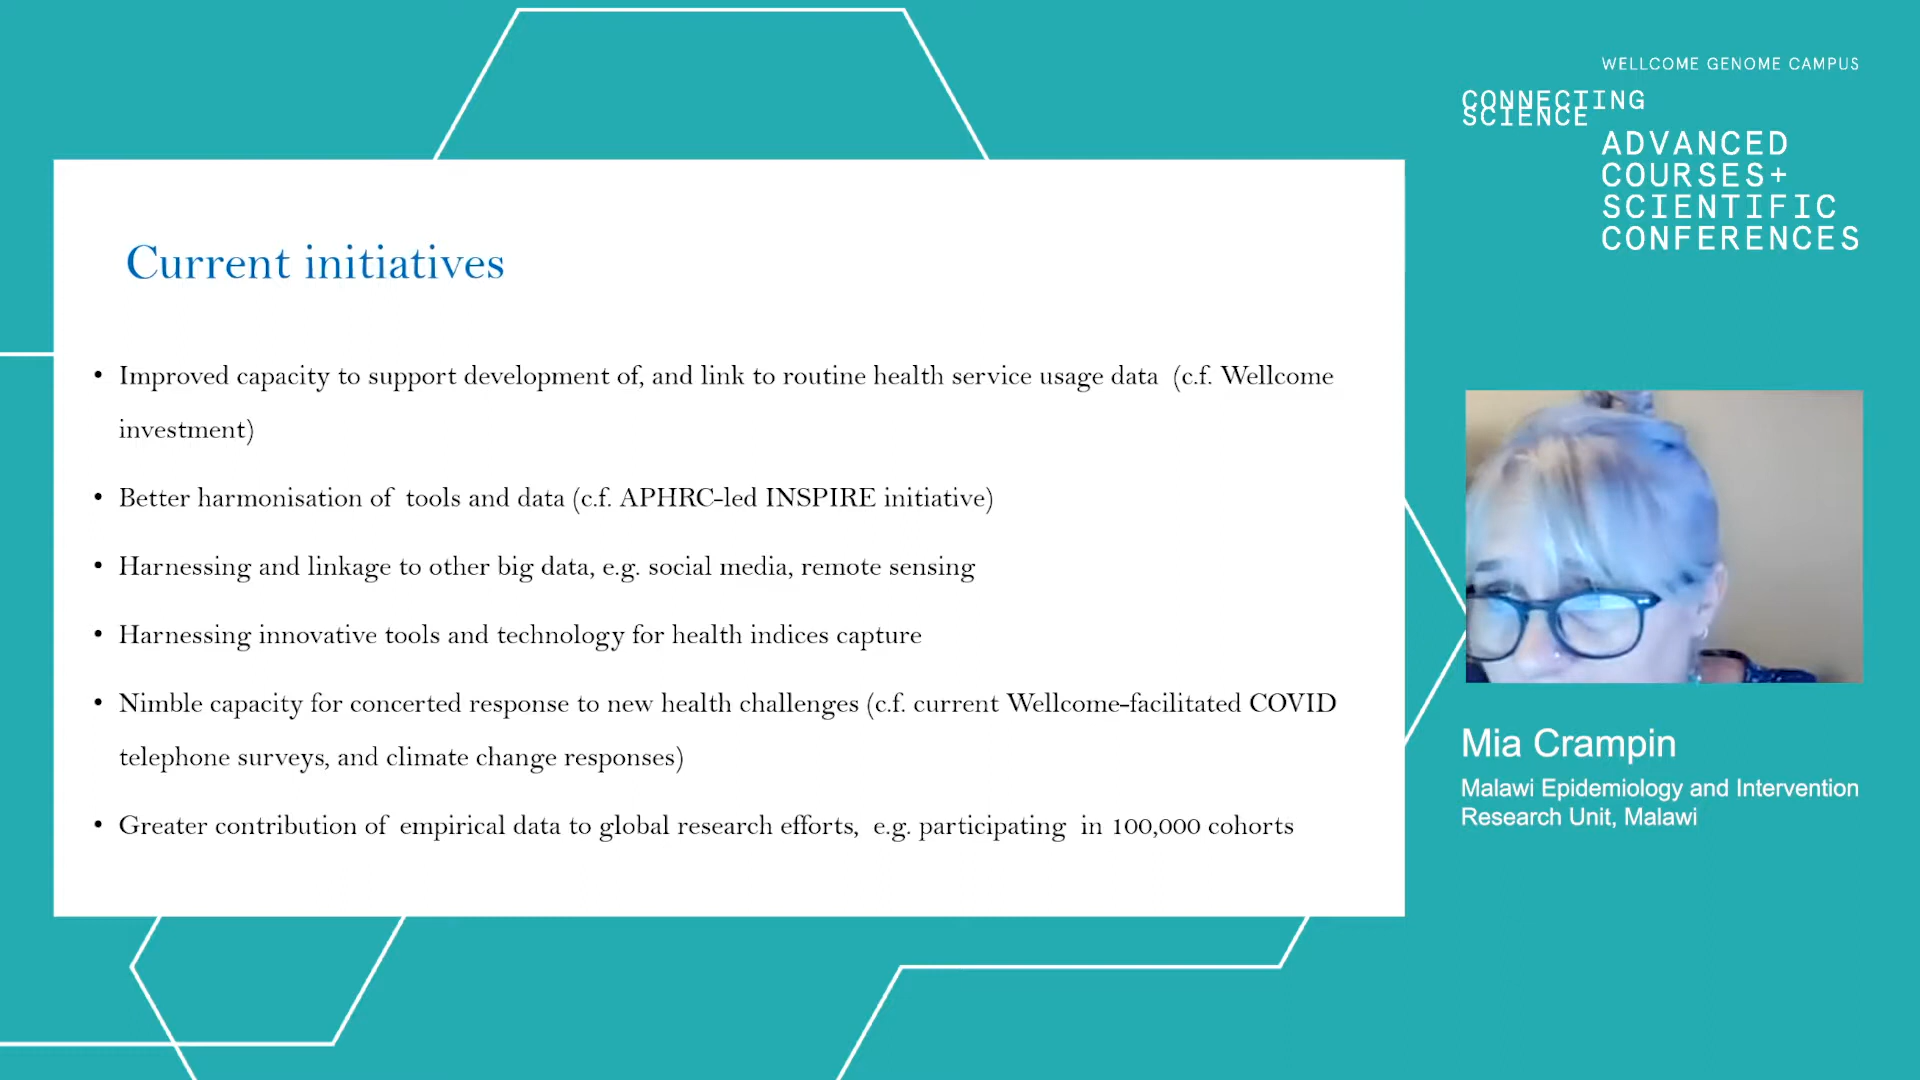 WELLCOME GENOME CAMPUS
CONNECTING
SCIENCE
ADVANCED
COURSES+
SCIENTIFIC
CONFERENCES
Current initiatives
• Improved capacity to support development of, and link to routine health service usage data (c.f. Wellcome
investment)
• Better harmonisation of tools and data (c.f. APHRC-led INSPIRE initiative)
• Harnessing and linkage to other big data, e.g. social media, remote sensing
• Harnessing innovative tools and technology for health indices capture
• Nimble capacity for concerted response to new health challenges (c.f. current Wellcome-facilitated COVID
telephone surveys, and climate change responses)
• Greater contribution of empirical data to global research efforts, e.g. participating in 100,000 cohorts
Mia Crampin
Malawi Epidemiology and Intervention
Research Unit, Malawi